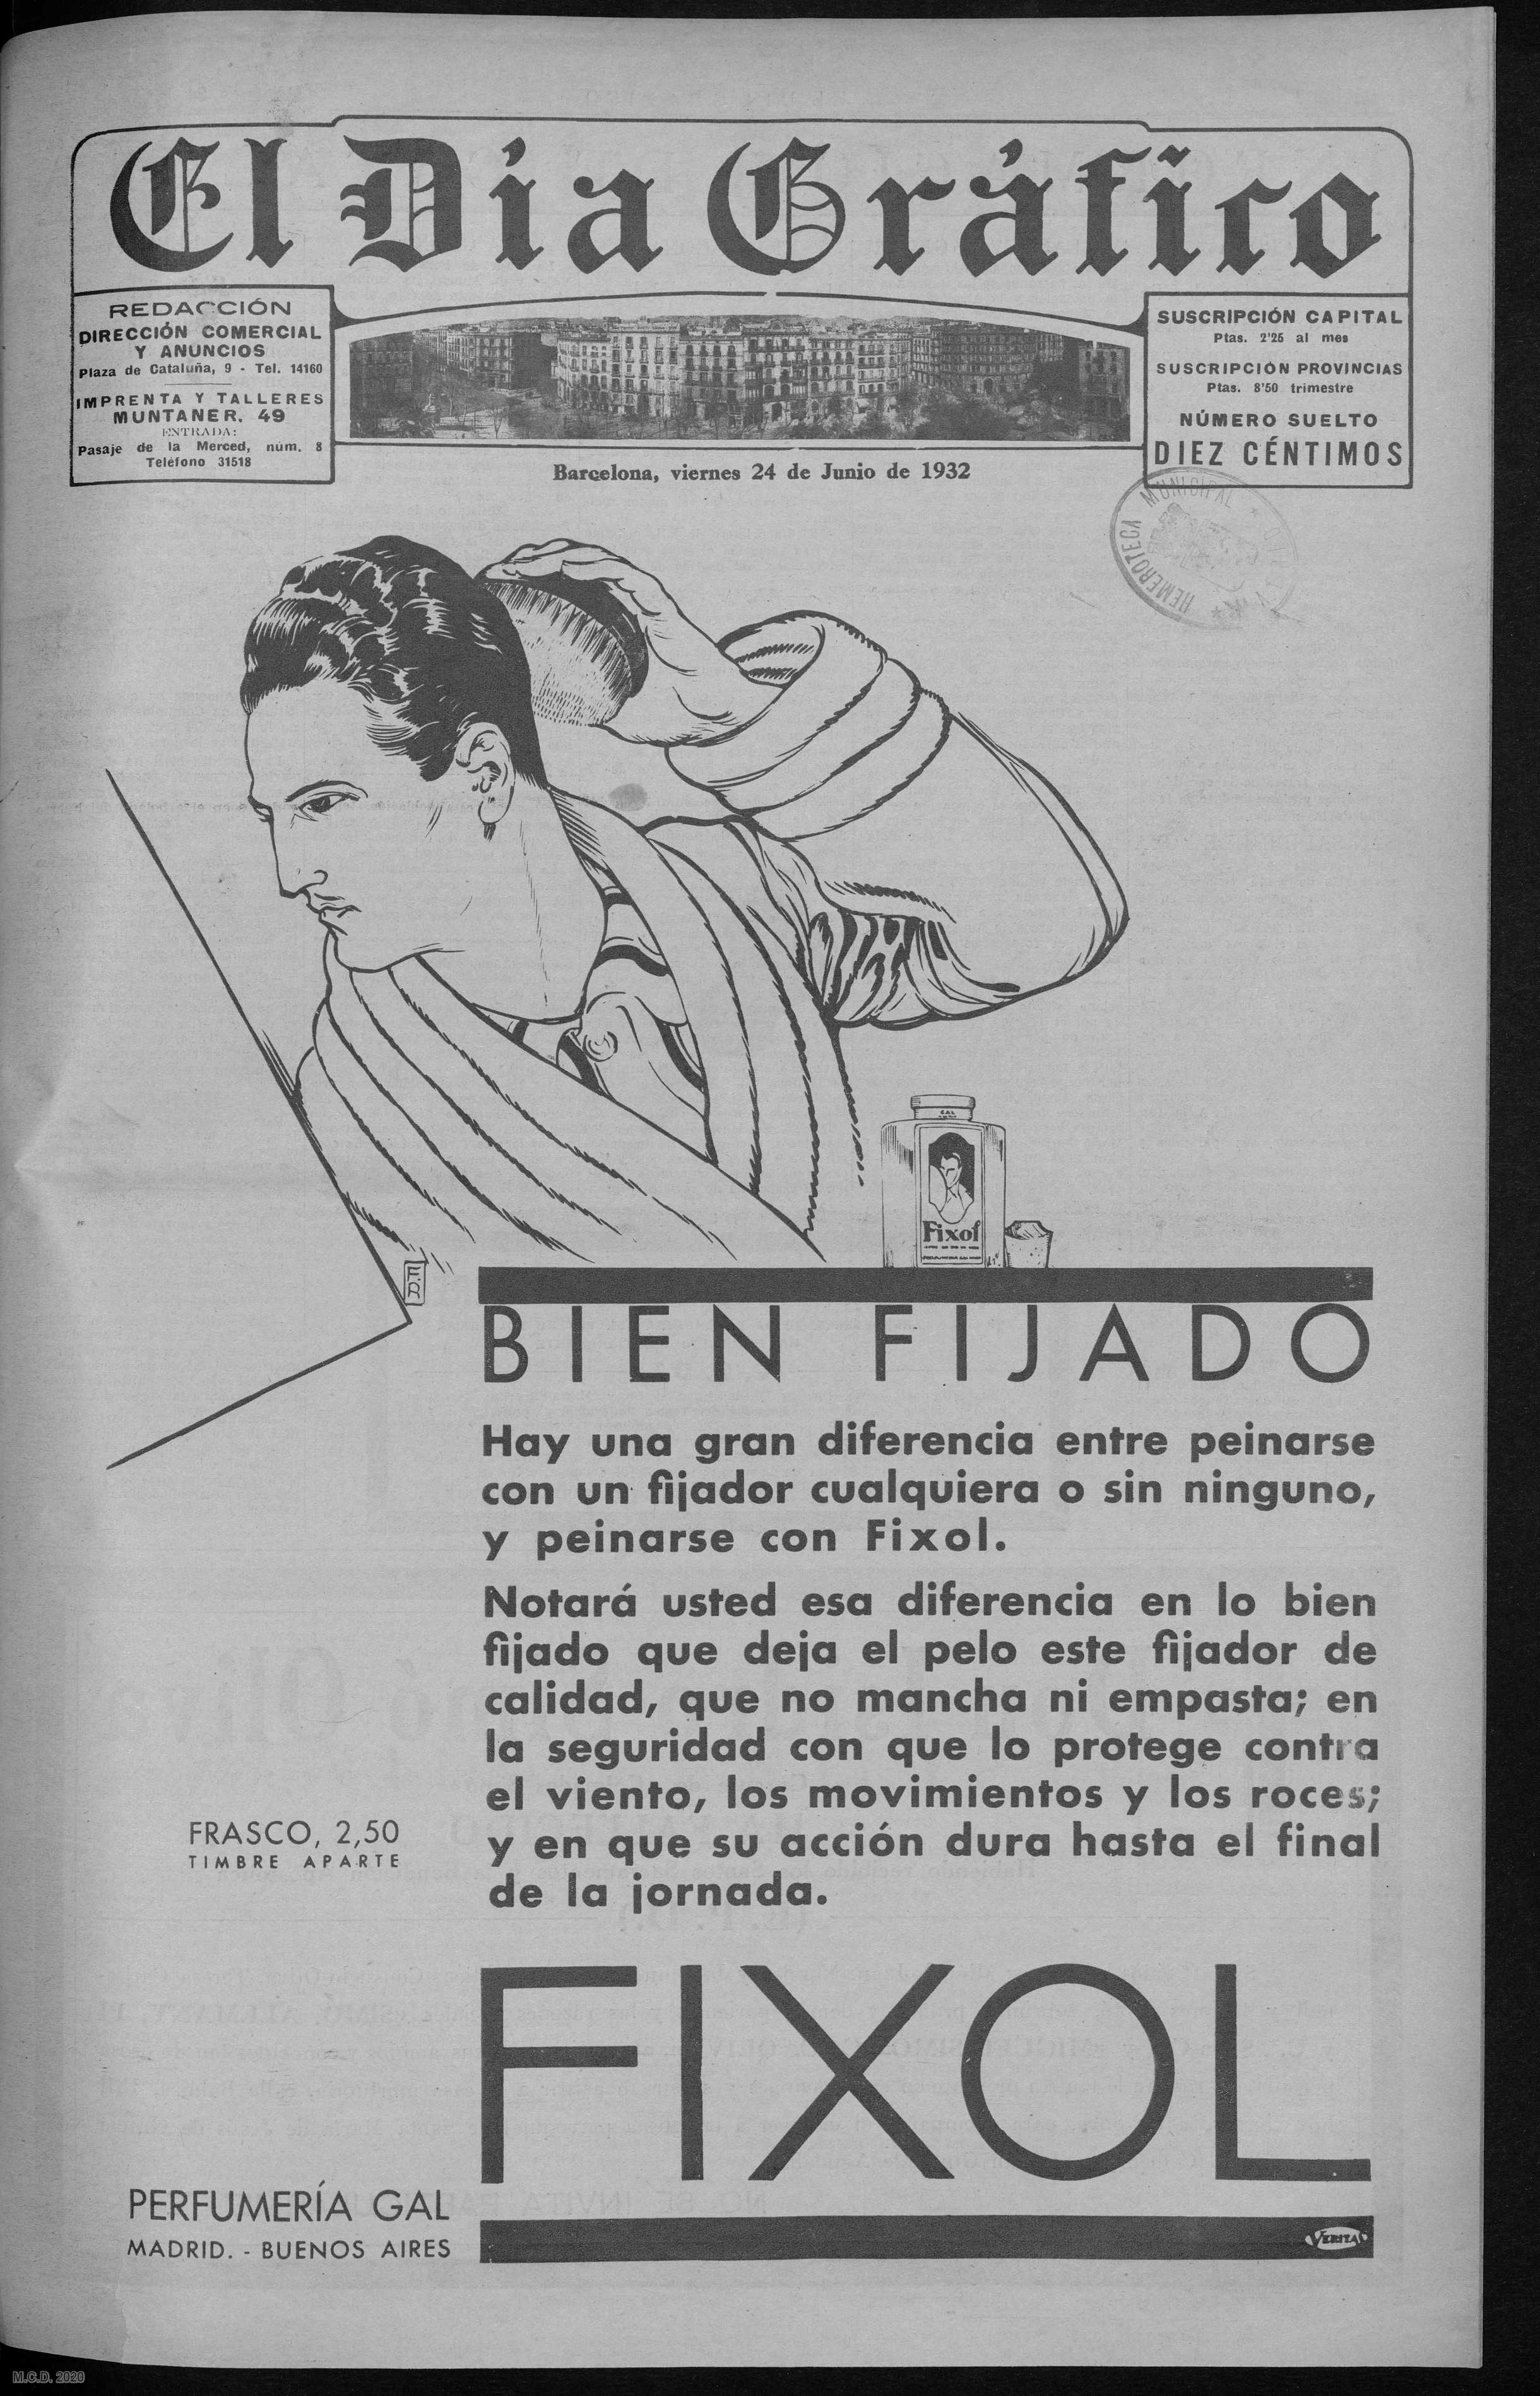 El Día Gráfico
REDACCIÓN
DIRECCIÓN COMERCIAL
Y ANUNCIOS
Plaza de Cataluña, 9 - Tel. 14160
IMPRENTA Y TALLERES
MUNTANER, 49
ENTRADA:
Pasaje de la Merced, núm. 8
Teléfono 31518
SUSCRIPCIÓN CAPITAL
Ptas. 2'25 al mes
SUSCRIPCIÓN PROVINCIAS
Ptas. 8'50 trimestre
NÚMERO SUELTO
DIEZ CÉNTIMOS
Barcelona, viernes 24 de Junio de 1932
HEMEROTECA MUNICIPAL
GAL
Fixol
BIEN FIJADO
Hay una gran diferencia entre peinarse
con un fijador cualquiera o sin ninguno,
y peinarse con Fixol.
Notará usted esa diferencia en lo bien
fijado que deja el pelo este fijador de
calidad, que no mancha ni empasta; en
la seguridad con que lo protege contra
el viento, los movimientos y los roces;
y en que su acción dura hasta el final
de la jornada.
FRASCO, 2,50
TIMBRE APARTE
FIXOL
PERFUMERÍA GAL
MADRID. - BUENOS AIRES
VERITAS
M.C.D. 2020